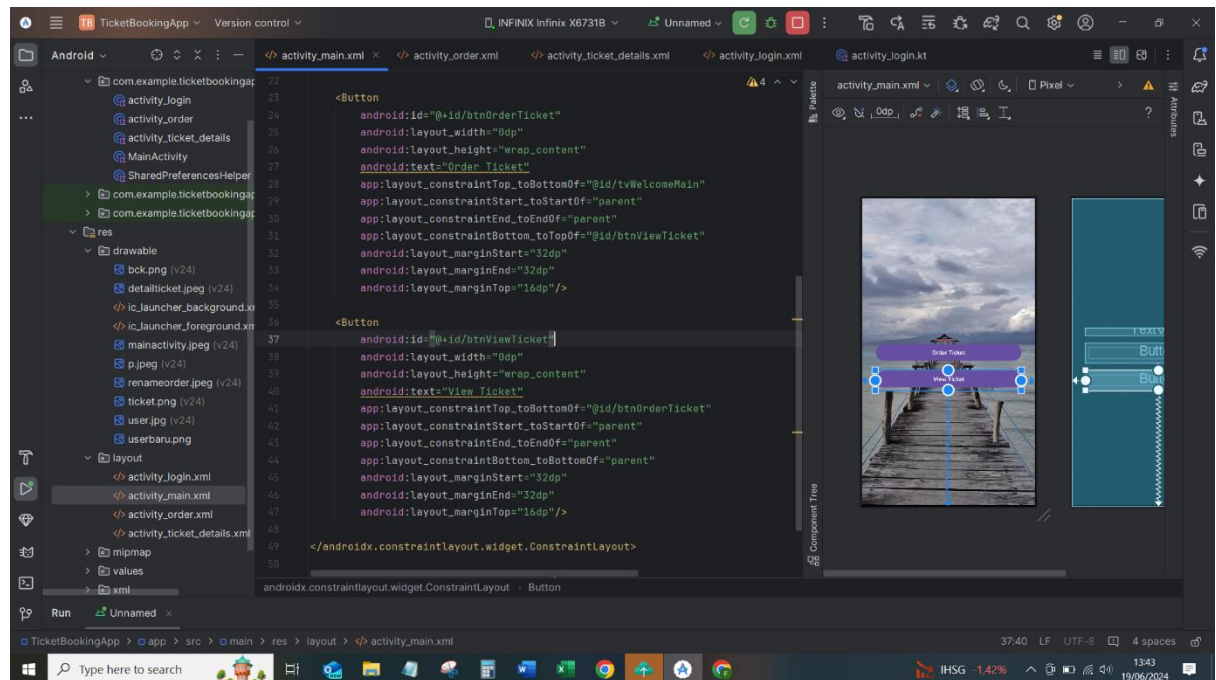 TB TicketBookingApp Version control
INFINIX Infinix X6731B
Unnamed
Android
activity_main.xml
activity_order.xml
activity_ticket_details.xml
activity_login.xml
activity_login.kt
com.example.ticketbookingap
activity_login
activity_order
activity_ticket_details
MainActivity
SharedPreferencesHelper
com.example.ticketbookingap
com.example.ticketbookingap
res
drawable
bck.png (v24)
detailticket.jpeg (v24)
ic_launcher_background.xr
ic_launcher_foreground.xm
mainactivity.jpeg (v24)
p.jpeg (v24)
renameorder.jpeg (v24)
ticket.png (v24)
user.jpg (v24)
userbaru.png
layout
activity_login.xml
activity_main.xml
activity_order.xml
activity_ticket_details.xml
mipmap
values
xml
4
22
23 <Button
24 android:id="@+id/btnOrderTicket"
25 android:layout_width="0dp"
26 android:layout_height="wrap_content"
27 android:text="Order Ticket"
28 app:layout_constraintTop_toBottomOf="@id/tvWelcomeMain"
29 app:layout_constraintStart_toStartOf="parent"
30 app:layout_constraintEnd_toEndOf="parent"
31 app:layout_constraintBottom_toTopOf="@id/btnViewTicket"
32 android:layout_marginStart="32dp"
33 android:layout_marginEnd="32dp"
34 android:layout_marginTop="16dp"/>
35
36 <Button
37 android:id="@+id/btnViewTicket"
38 android:layout_width="0dp"
39 android:layout_height="wrap_content"
40 android:text="View Ticket"
41 app:layout_constraintTop_toBottomOf="@id/btnOrderTicket"
42 app:layout_constraintStart_toStartOf="parent"
43 app:layout_constraintEnd_toEndOf="parent"
44 app:layout_constraintBottom_toBottomOf="parent"
45 android:layout_marginStart="32dp"
46 android:layout_marginEnd="32dp"
47 android:layout_marginTop="16dp"/>
48
49 </androidx.constraintlayout.widget.ConstraintLayout>
50
androidx.constraintlayout.widget.ConstraintLayout Button
Palette
activity_main.xml
Pixel
0dp
?
Attributes
Component Tree
Order Ticket
View Ticket
Butt
Run Unnamed
TicketBookingApp > app > src > main > res > layout > activity_main.xml
37:40 LF UTF-8 4 spaces
Type here to search
IHSG -1,42%
13:43
19/06/2024